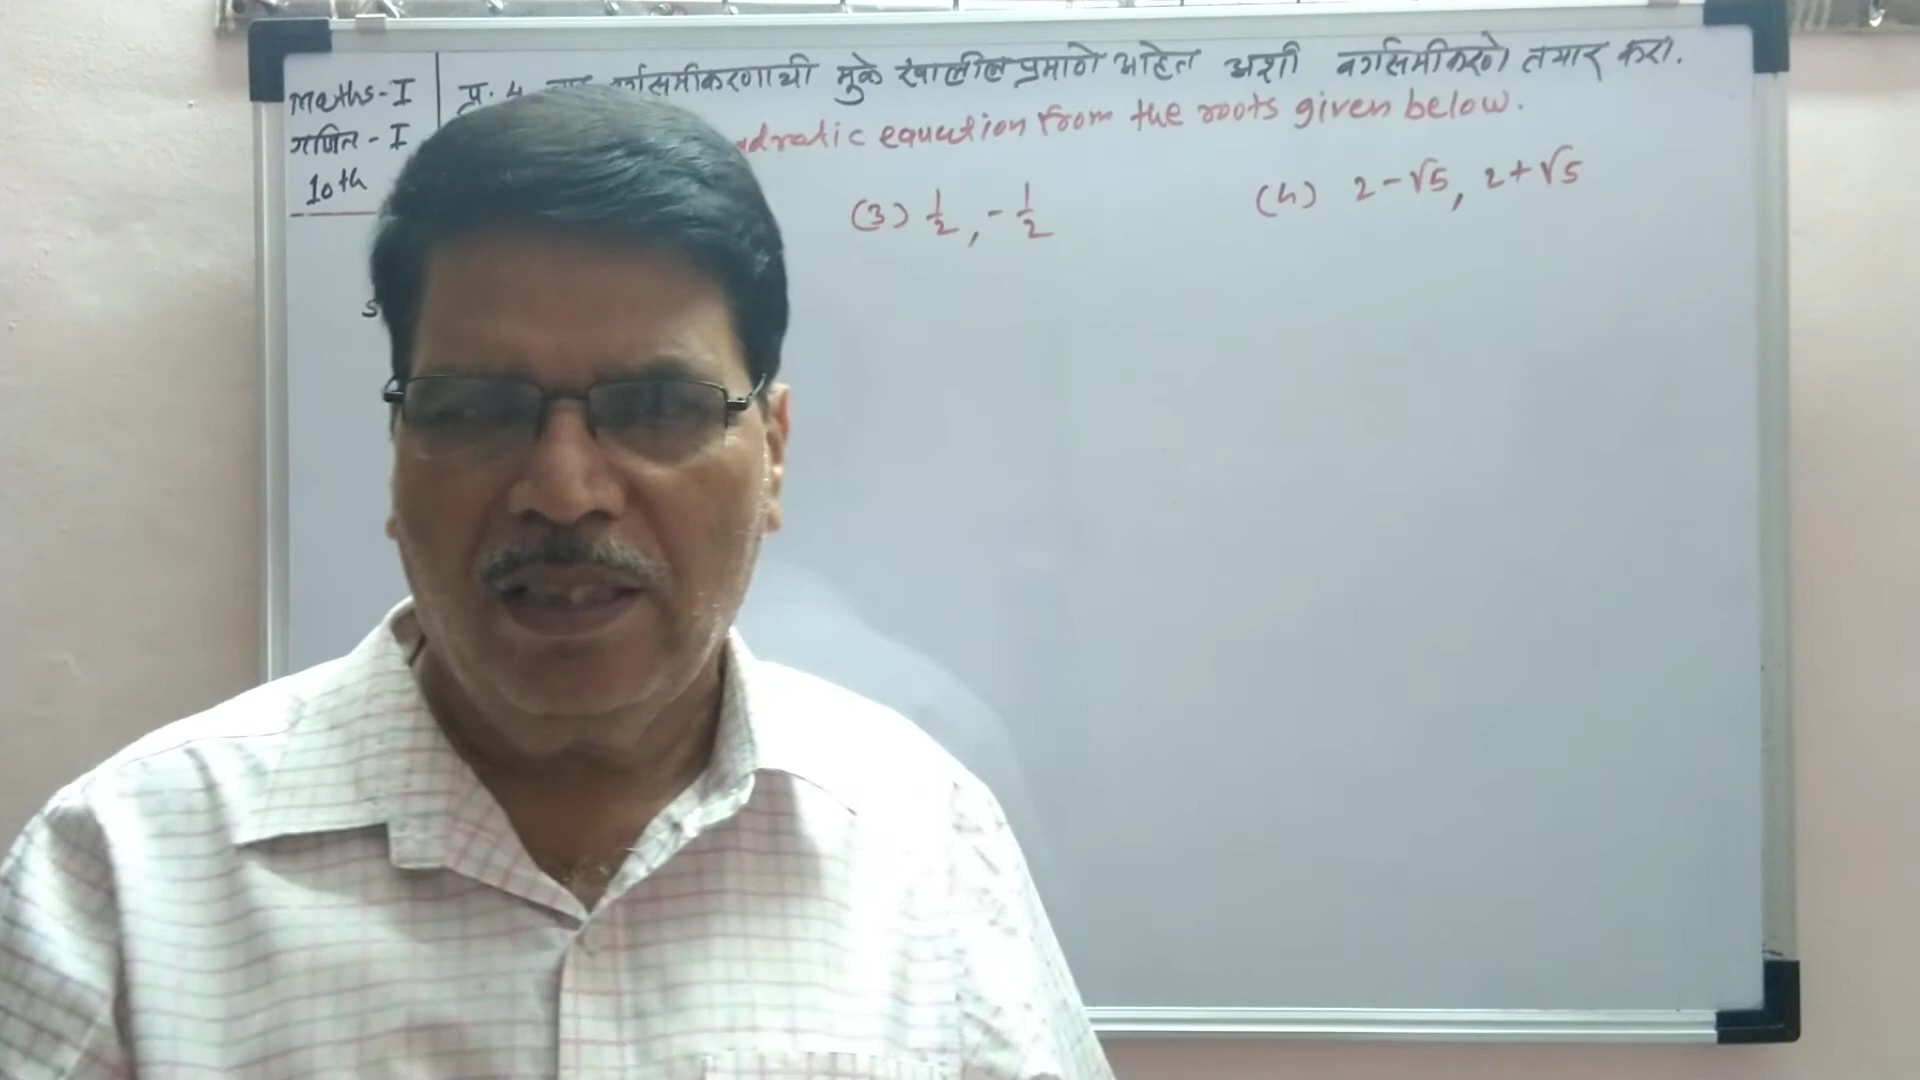 Maths-I
गणित - I
10th
प्र. 4 वर्गसमीकरणाची मुळे खालील प्रमाणे आहेत अशी वर्गसमीकरणे तयार करा.
equation from the roots given below.
(3) 1/2, -1/2
(4) 2-√5, 2+√5